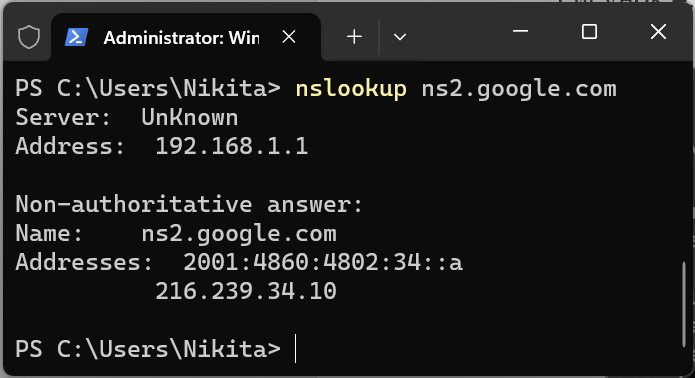 Administrator: Win
PS C:\Users\Nikita> nslookup ns2.google.com
Server:  UnKnown
Address:  192.168.1.1

Non-authoritative answer:
Name:    ns2.google.com
Addresses:  2001:4860:4802:34::a
          216.239.34.10

PS C:\Users\Nikita>